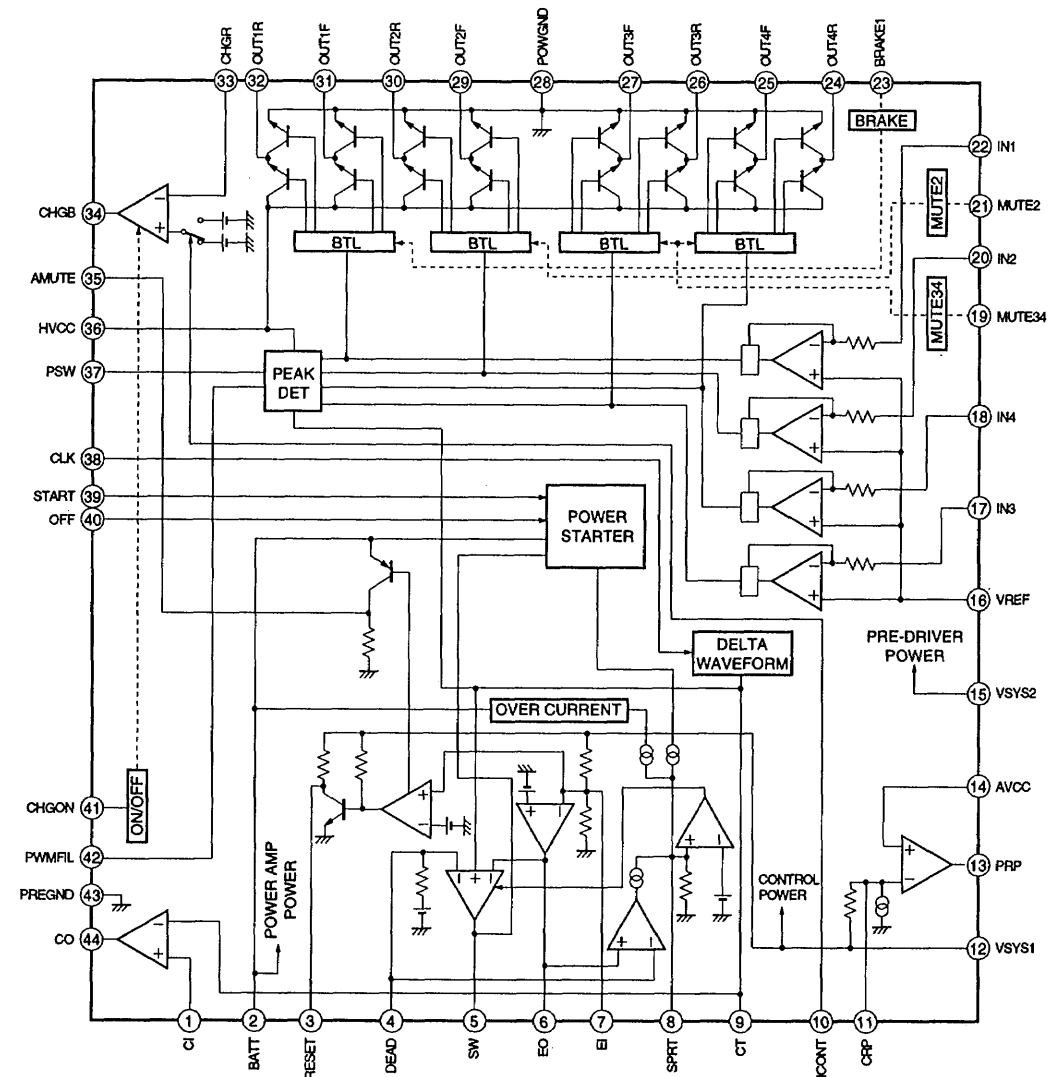 CHGR
OUT1R
OUT1F
OUT2R
OUT2F
POWGND
OUT3F
OUT3R
OUT4F
OUT4R
BRAKE1
33
32
31
30
29
28
27
26
25
24
23
BRAKE
22 IN1
MUTE2
21 MUTE2
CHGB 34
- +
BTL
BTL
BTL
BTL
20 IN2
AMUTE 35
MUTE34
19 MUTE34
HVCC 36
- +
PSW 37
PEAK
DET
- +
18 IN4
CLK 38
- +
START 39
OFF 40
POWER
STARTER
17 IN3
- +
16 VREF
DELTA
WAVEFORM
PRE-DRIVER
POWER
15 VSYS2
OVER CURRENT
14 AVCC
ON/OFF
CHGON 41
+ -
+ -
+ -
+ -
13 PRP
PWMFIL 42
- + -
CONTROL
POWER
PREGND 43
POWER AMP
POWER
CO 44
- +
+ -
12 VSYS1
1
2
3
4
5
6
7
8
9
10
11
CI
BATT
RESET
DEAD
SW
EO
EI
SPRT
CT
ICONT
CRP